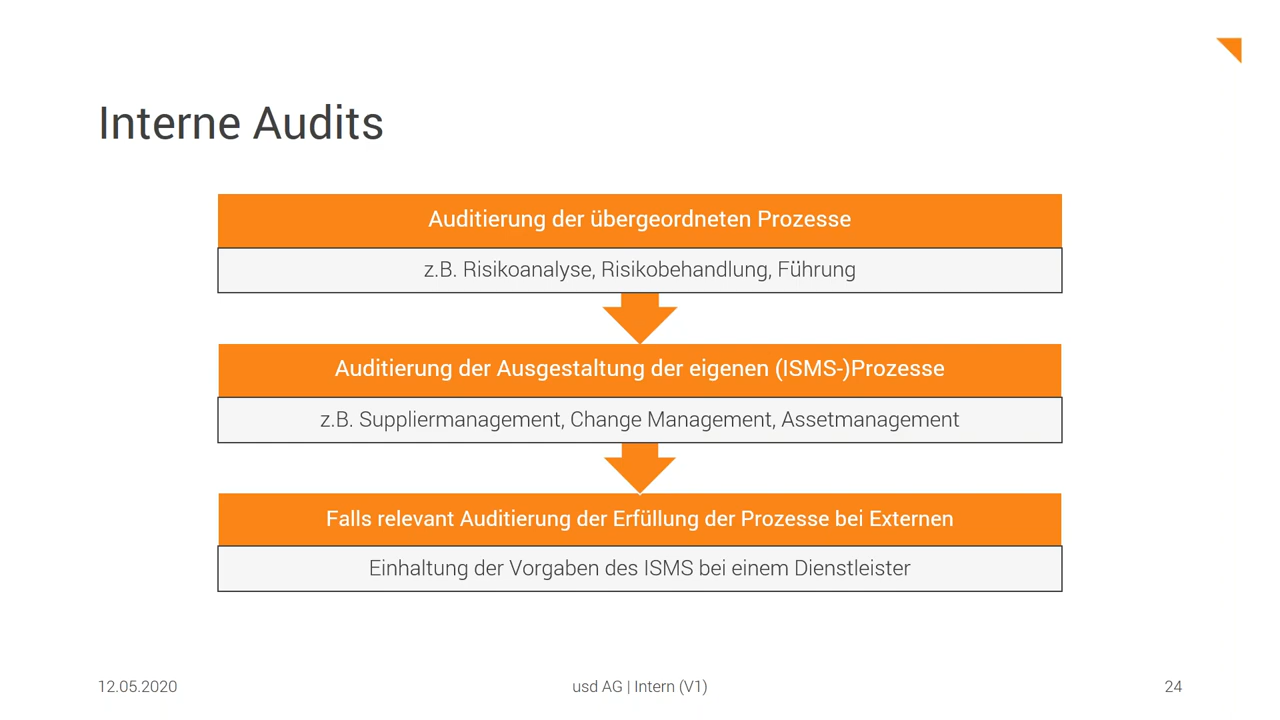 Interne Audits
Auditierung der übergeordneten Prozesse
z.B. Risikoanalyse, Risikobehandlung, Führung
Auditierung der Ausgestaltung der eigenen (ISMS-)Prozesse
z.B. Suppliermanagement, Change Management, Assetmanagement
Falls relevant Auditierung der Erfüllung der Prozesse bei Externen
Einhaltung der Vorgaben des ISMS bei einem Dienstleister
12.05.2020
usd AG | Intern (V1)
24